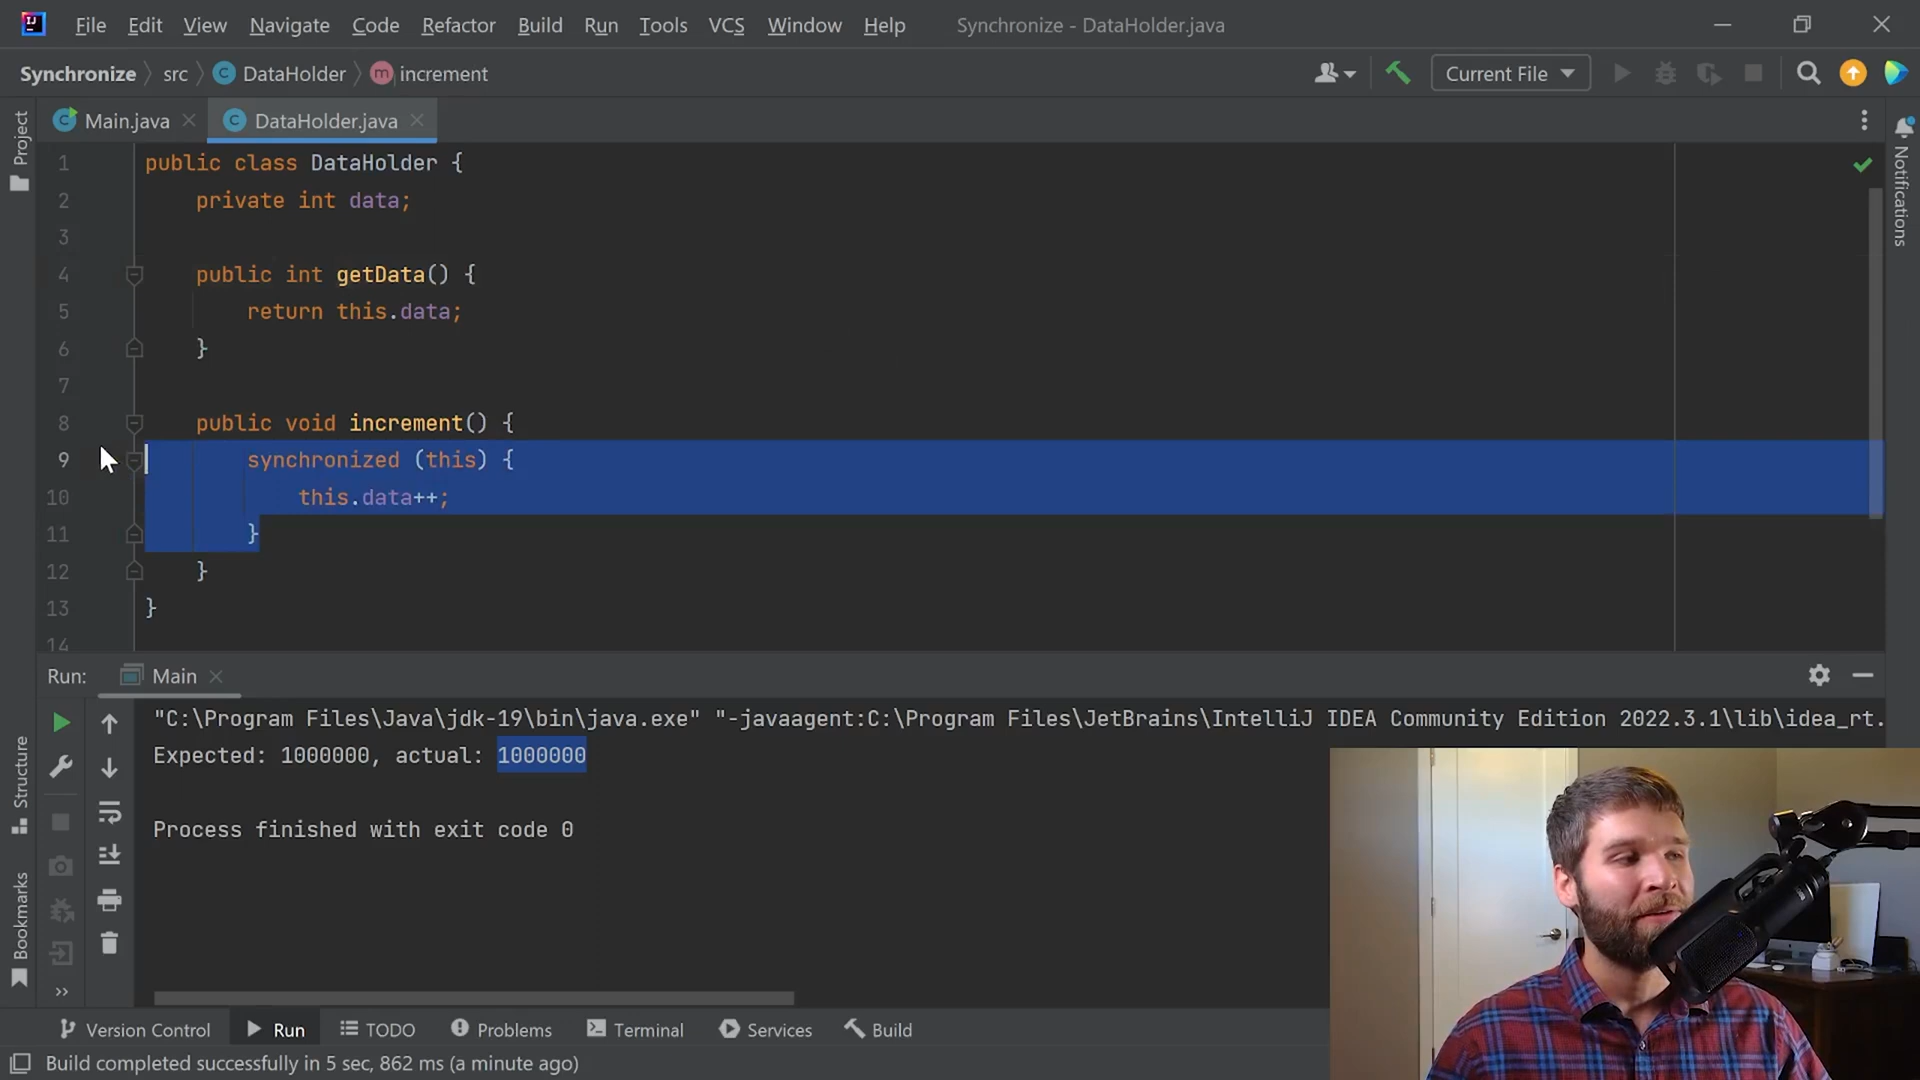 File Edit View Navigate Code Refactor Build Run Tools VCS Window Help Synchronize - DataHolder.java
Synchronize src DataHolder increment Current File
Main.java DataHolder.java
Project
Notifications
1 public class DataHolder {
2 private int data;
3
4 public int getData() {
5 return this.data;
6 }
7
8 public void increment() {
9 synchronized (this) {
10 this.data++;
11 }
12 }
13 }
14
Run: Main
"C:\Program Files\Java\jdk-19\bin\java.exe" "-javaagent:C:\Program Files\JetBrains\IntelliJ IDEA Community Edition 2022.3.1\lib\idea_rt.
Expected: 1000000, actual: 1000000
Process finished with exit code 0
Structure
Bookmarks
Version Control Run TODO Problems Terminal Services Build
Build completed successfully in 5 sec, 862 ms (a minute ago)